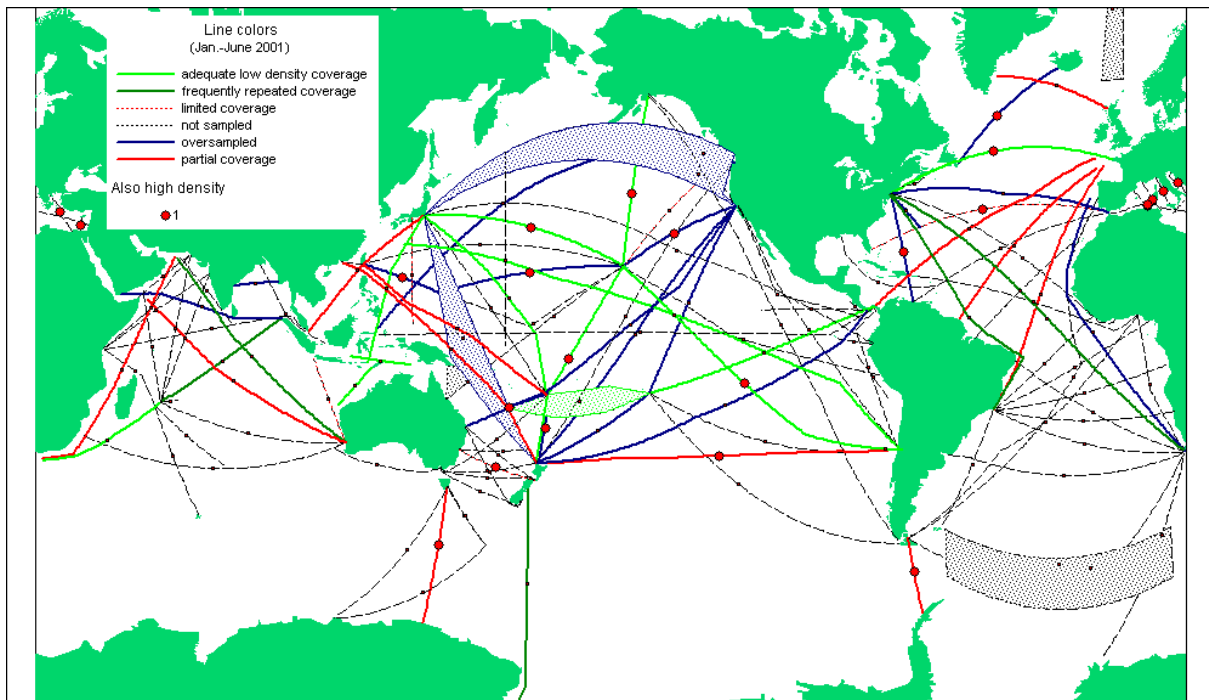 Line colors
(Jan.-June 2001)
adequate low density coverage
frequently repeated coverage
limited coverage
not sampled
oversampled
partial coverage
Also high density
1